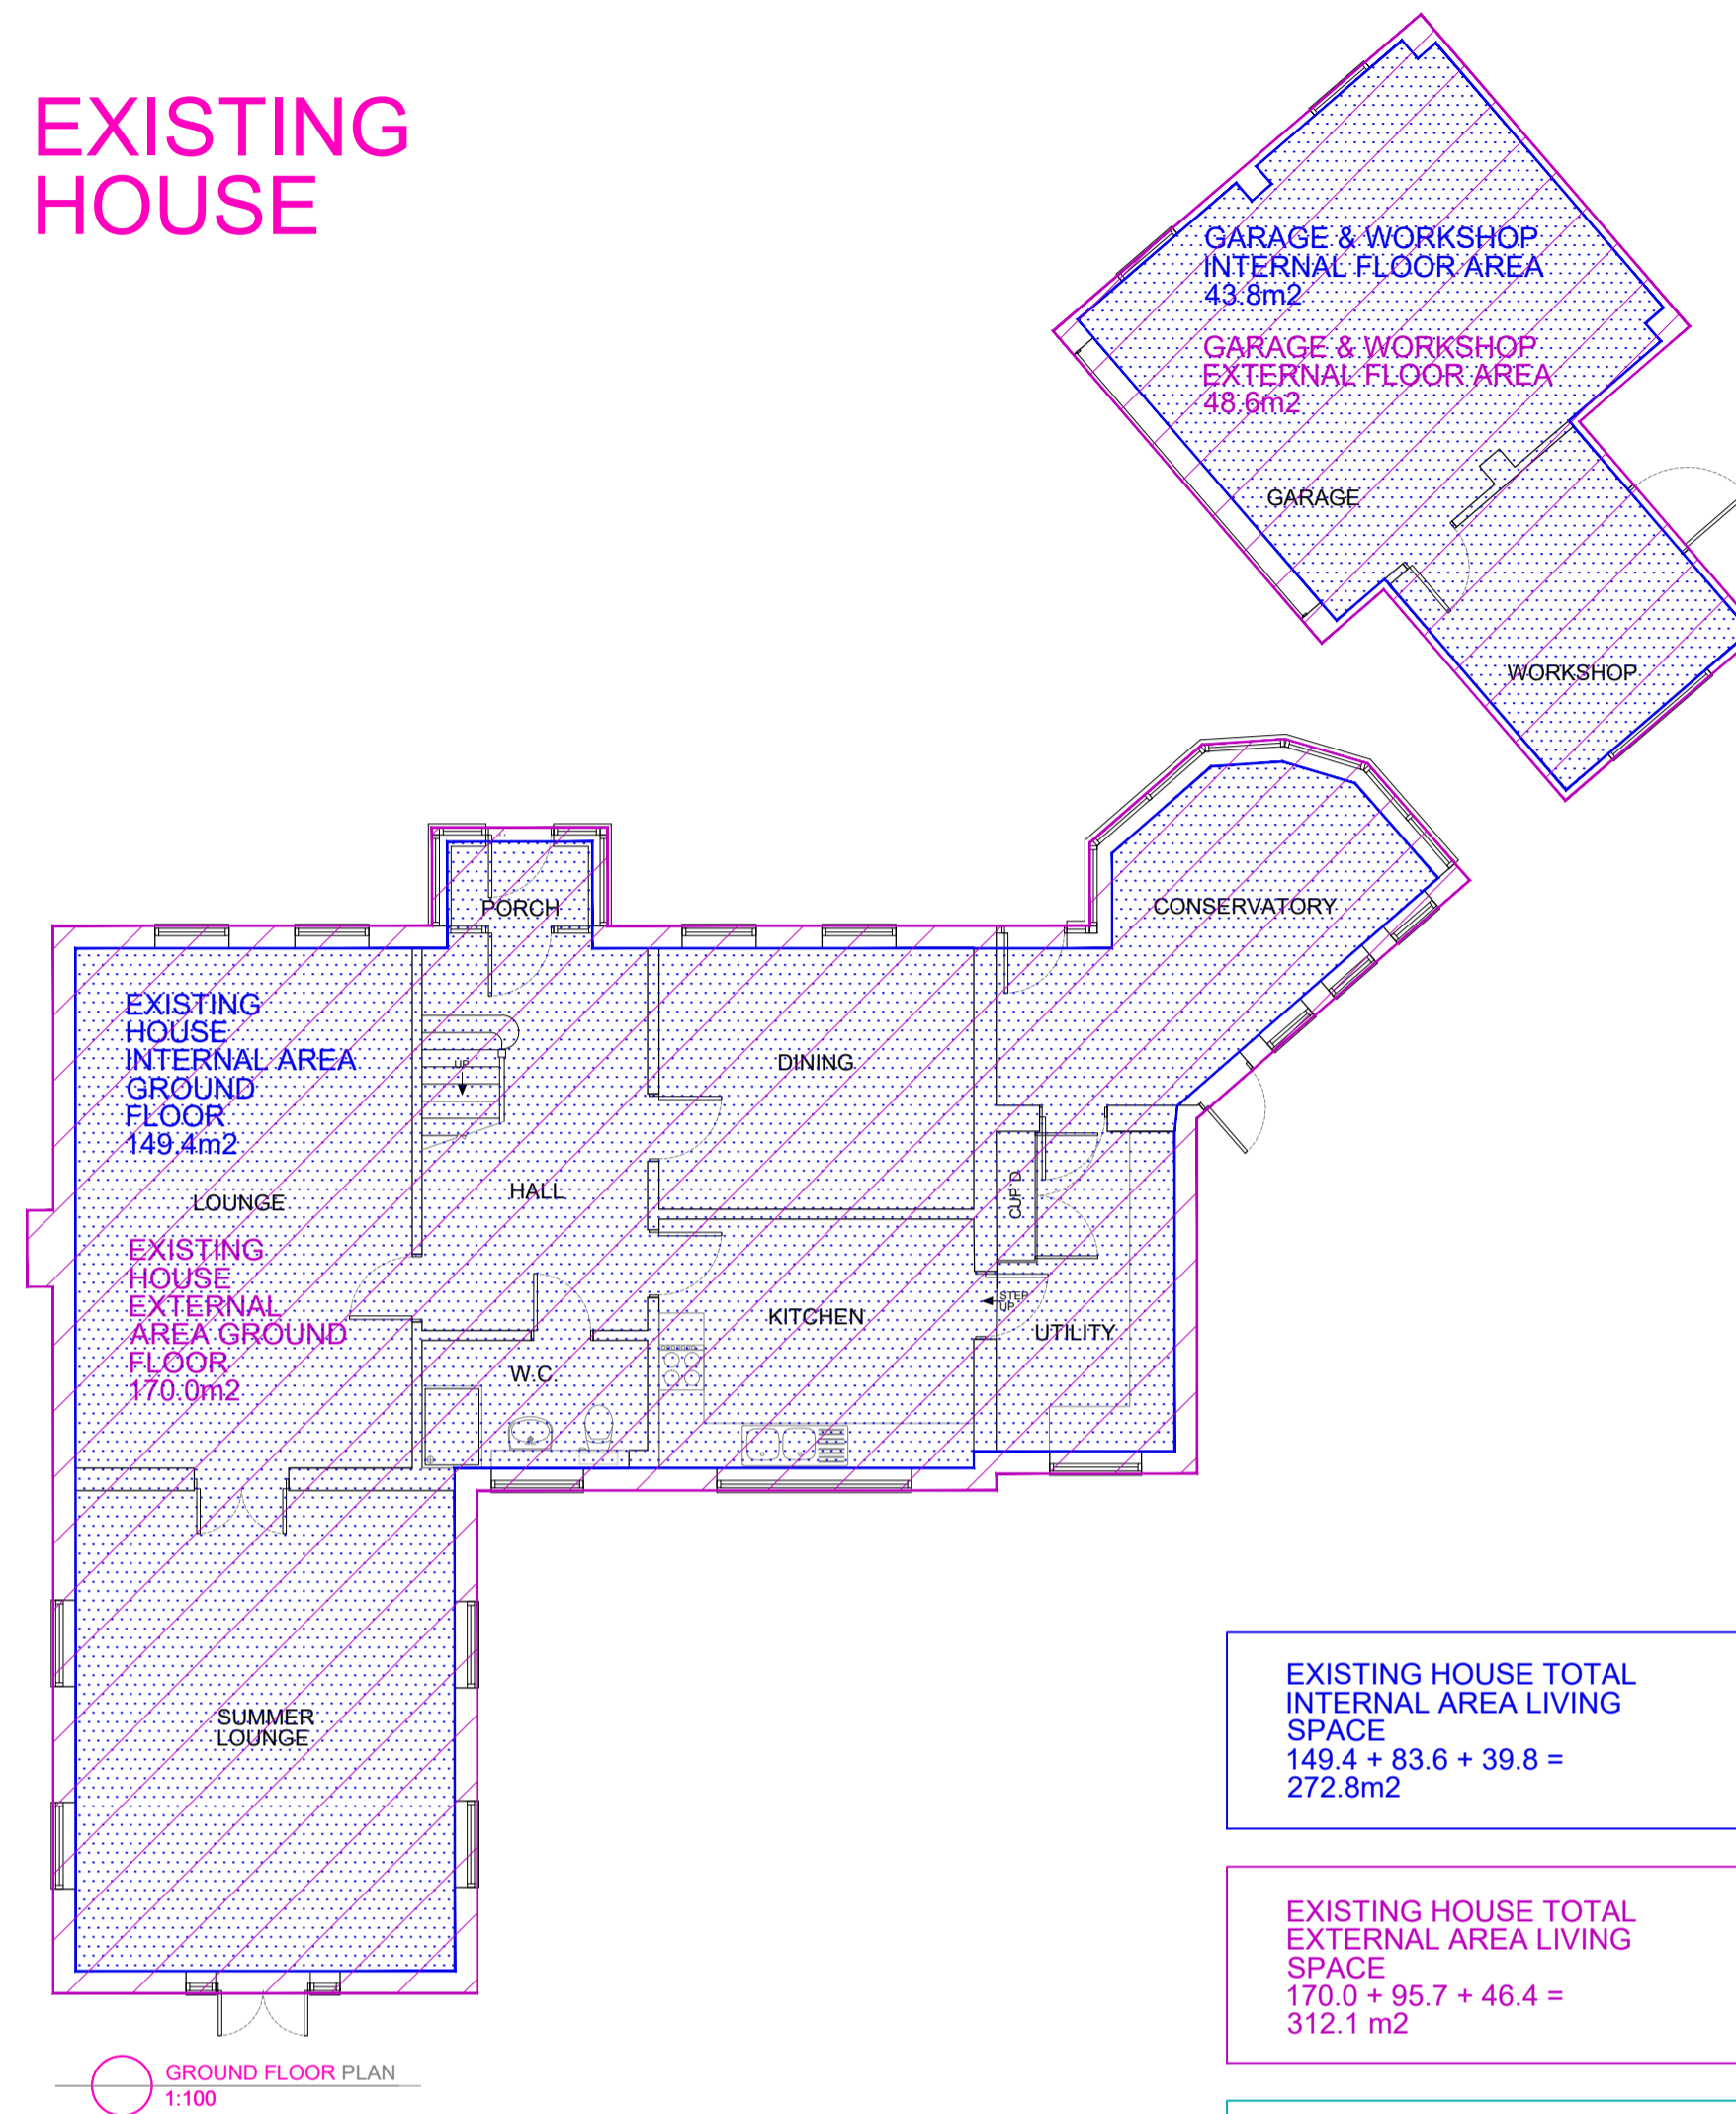 EXISTING
HOUSE
GARAGE & WORKSHOP
INTERNAL FLOOR AREA
43.8m2
GARAGE & WORKSHOP
EXTERNAL FLOOR AREA
48.6m2
GARAGE
WORKSHOP
PORCH
CONSERVATORY
EXISTING
HOUSE
INTERNAL AREA
GROUND
FLOOR
149.4m2
UP
DINING
LOUNGE
HALL
CUP'D
EXISTING
HOUSE
EXTERNAL
AREA GROUND
FLOOR
170.0m2
STEP
UP
KITCHEN
UTILITY
W.C.
SUMMER
LOUNGE
EXISTING HOUSE TOTAL
INTERNAL AREA LIVING
SPACE
149.4 + 83.6 + 39.8 =
272.8m2
EXISTING HOUSE TOTAL
EXTERNAL AREA LIVING
SPACE
170.0 + 95.7 + 46.4 =
312.1 m2
GROUND FLOOR PLAN
1:100